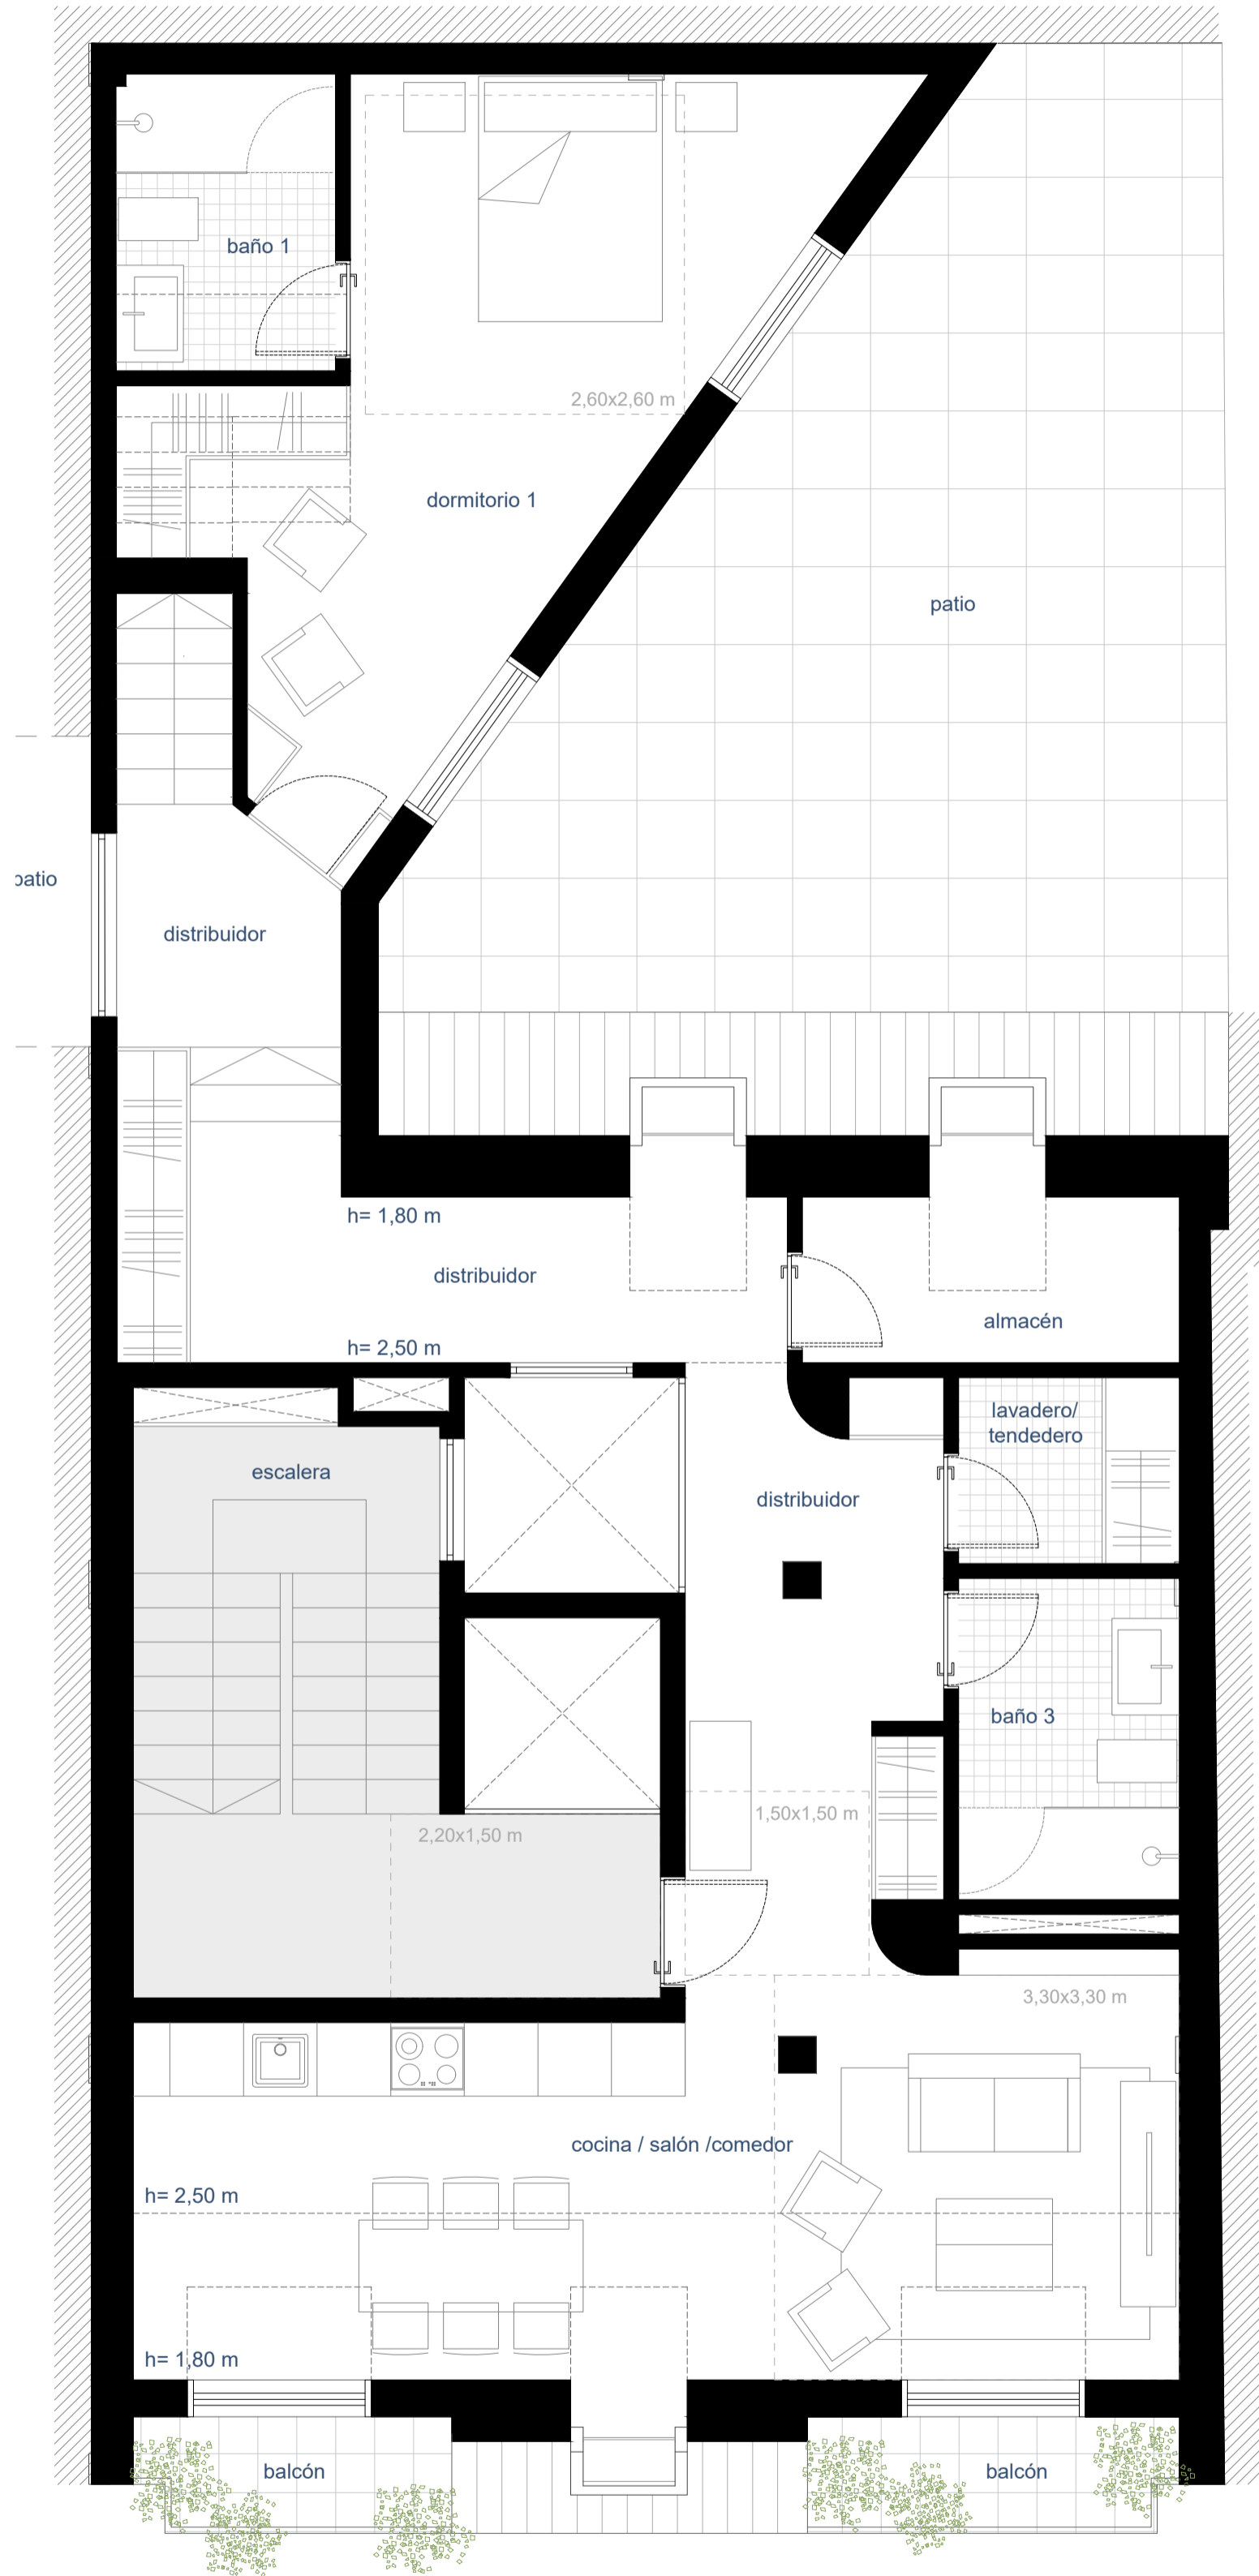 baño 1
2,60x2,60 m
dormitorio 1
patio
patio
distribuidor
h= 1,80 m
distribuidor
almacén
h= 2,50 m
lavadero/
tendedero
escalera
distribuidor
baño 3
1,50x1,50 m
2,20x1,50 m
3,30x3,30 m
cocina / salón /comedor
h= 2,50 m
h= 1,80 m
balcón
balcón